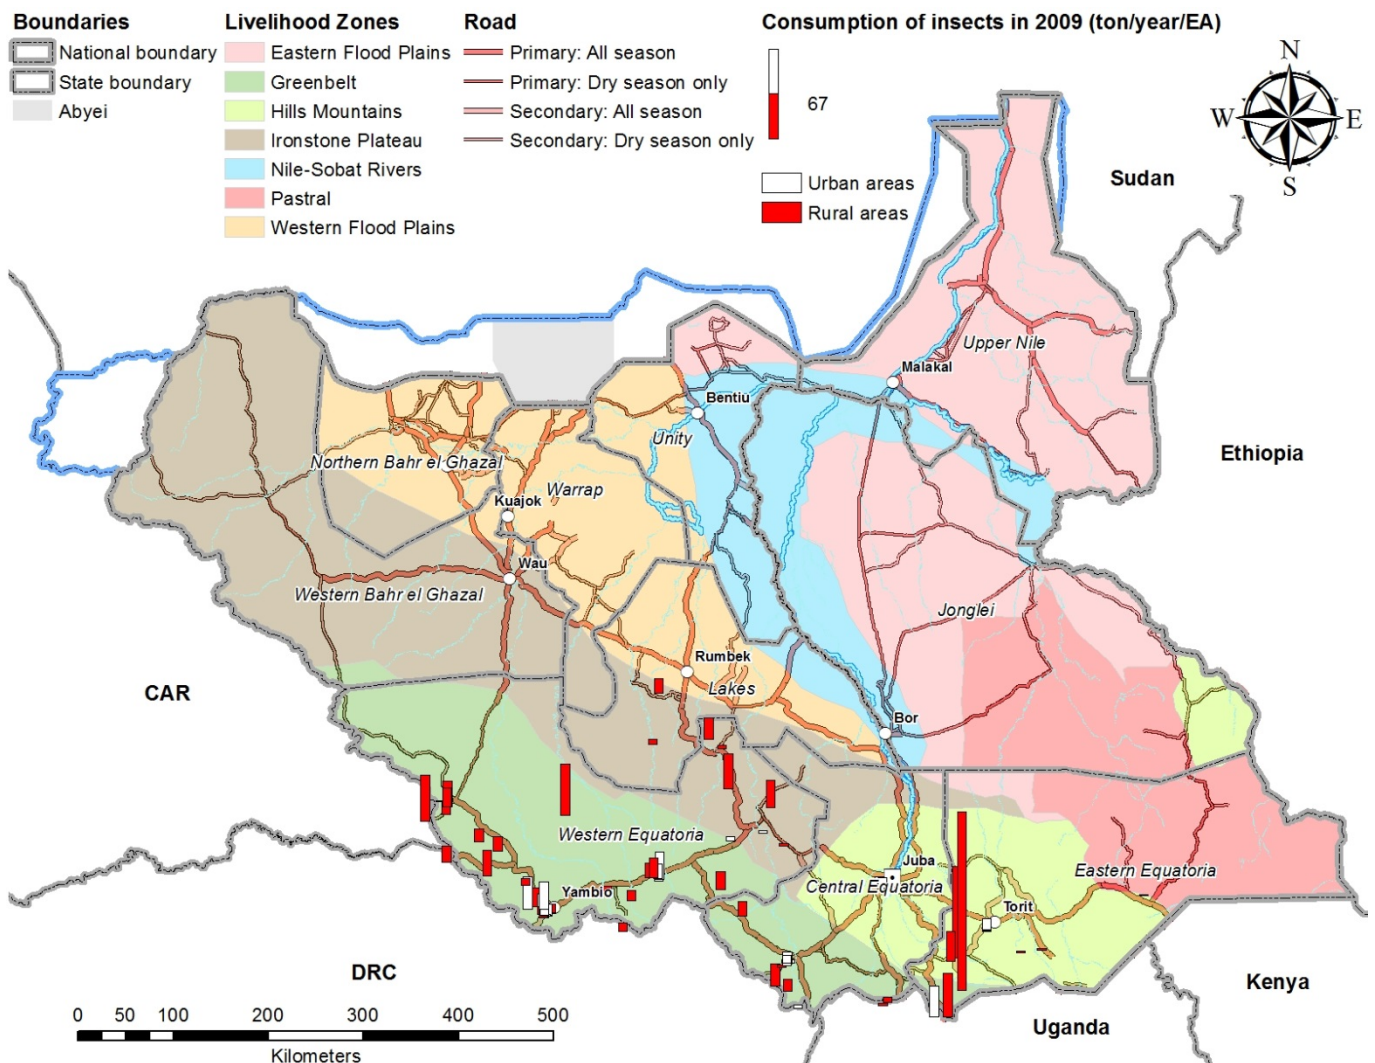 Boundaries
National boundary
State boundary
Abyei
Livelihood Zones
Eastern Flood Plains
Greenbelt
Hills Mountains
Ironstone Plateau
Nile-Sobat Rivers
Pastral
Western Flood Plains
Road
Primary: All season
Primary: Dry season only
Secondary: All season
Secondary: Dry season only
Consumption of insects in 2009 (ton/year/EA)
67
Urban areas
Rural areas
N
W E
S
Sudan
Upper Nile
Malakal
Bentiu
Unity
Ethiopia
Northern Bahr el Ghazal
Warrap
Kuajok
Wau
Western Bahr el Ghazal
Jonglei
Rumbek
Lakes
CAR
Bor
Western Equatoria
Juba
Central Equatoria
Eastern Equatoria
Yambio
Torit
DRC
Kenya
Uganda
0 50 100 200 300 400 500
Kilometers